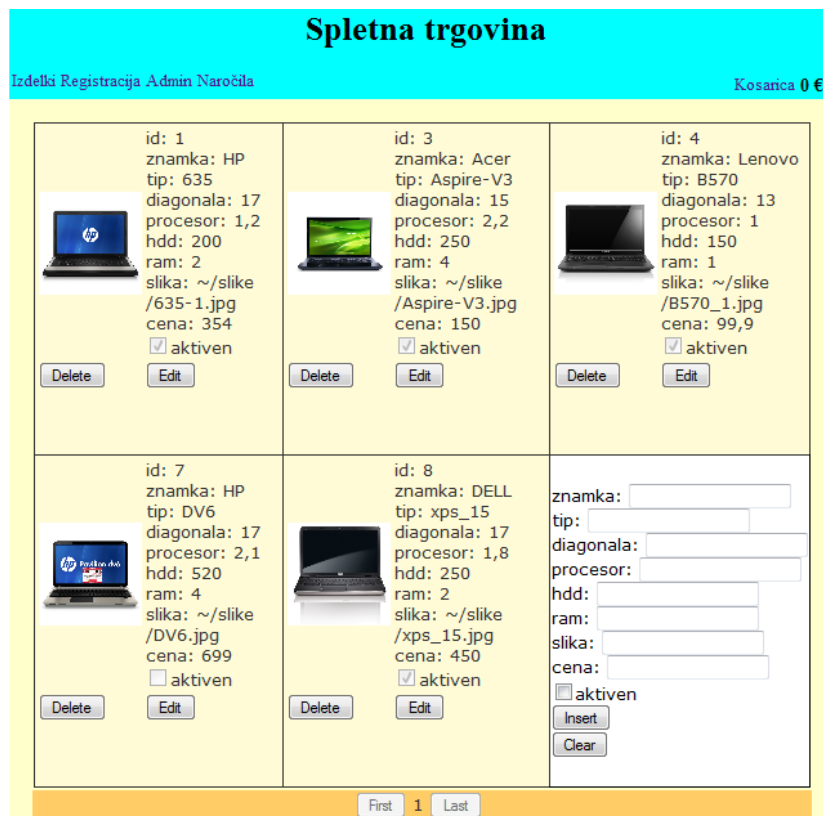 Spletna trgovina
Izdelki Registracija Admin Naročila
Kosarica 0 €
id: 1
znamka: HP
tip: 635
diagonala: 17
procesor: 1,2
hdd: 200
ram: 2
slika: ~/slike
/635-1.jpg
cena: 354
aktiven
Delete Edit
id: 3
znamka: Acer
tip: Aspire-V3
diagonala: 15
procesor: 2,2
hdd: 250
ram: 4
slika: ~/slike
/Aspire-V3.jpg
cena: 150
aktiven
Delete Edit
id: 4
znamka: Lenovo
tip: B570
diagonala: 13
procesor: 1
hdd: 150
ram: 1
slika: ~/slike
/B570_1.jpg
cena: 99,9
aktiven
Delete Edit
id: 7
znamka: HP
tip: DV6
diagonala: 17
procesor: 2,1
hdd: 520
ram: 4
slika: ~/slike
/DV6.jpg
cena: 699
aktiven
Delete Edit
hp Pavilion dv6
id: 8
znamka: DELL
tip: xps_15
diagonala: 17
procesor: 1,8
hdd: 250
ram: 2
slika: ~/slike
/xps_15.jpg
cena: 450
aktiven
Delete Edit
znamka:
tip:
diagonala:
procesor:
hdd:
ram:
slika:
cena:
aktiven
Insert
Clear
First 1 Last